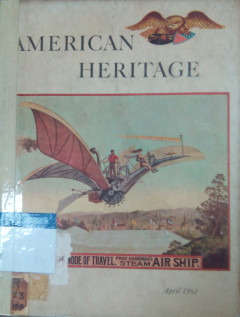 AMERICAN
HERITAGE
MODE OF TRAVEL.
STEAM AIR SHIP.
April 1962